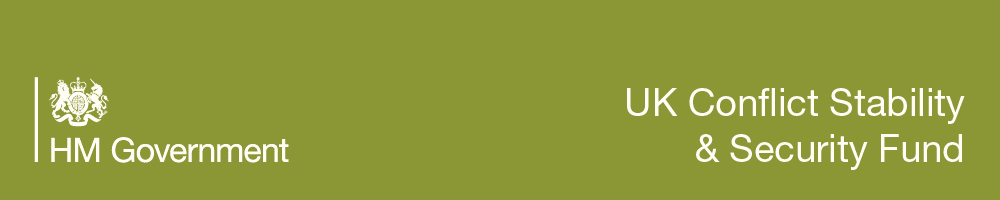 HM Government
UK Conflict Stability
& Security Fund